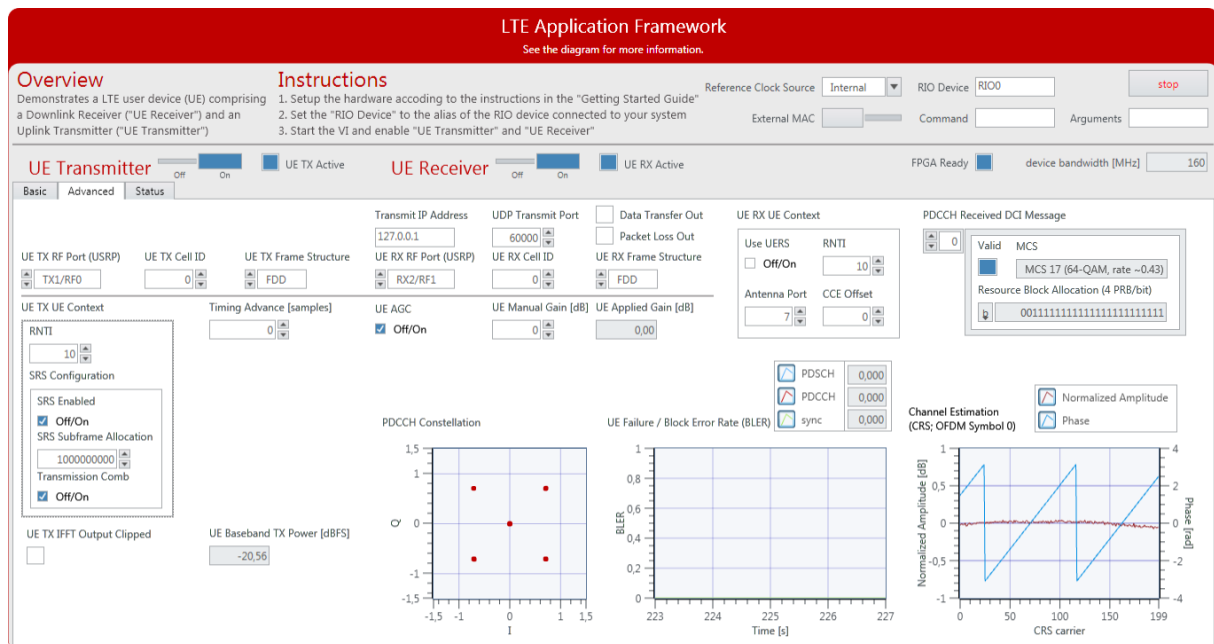 LTE Application Framework
See the diagram for more information.
Overview
Demonstrates a LTE user device (UE) comprising
a Downlink Receiver ("UE Receiver") and an
Uplink Transmitter ("UE Transmitter")
Instructions
1. Setup the hardware accoding to the instructions in the "Getting Started Guide"
2. Set the "RIO Device" to the alias of the RIO device connected to your system
3. Start the VI and enable "UE Transmitter" and "UE Receiver"
Reference Clock Source Internal RIO Device RIO0 stop
External MAC Command Arguments
UE Transmitter Off On UE TX Active UE Receiver Off On UE RX Active FPGA Ready device bandwidth [MHz] 160
Basic Advanced Status
Transmit IP Address UDP Transmit Port Data Transfer Out
127.0.0.1 60000 Packet Loss Out
UE TX RF Port (USRP) UE TX Cell ID UE TX Frame Structure UE RX RF Port (USRP) UE RX Cell ID UE RX Frame Structure
TX1/RF0 0 FDD RX2/RF1 0 FDD
UE RX UE Context
Use UERS RNTI
Off/On 10
Antenna Port CCE Offset
7 0
PDCCH Received DCI Message
0 Valid MCS
MCS 17 (64-QAM, rate ~0.43)
Resource Block Allocation (4 PRB/bit)
b 0011111111111111111111111
UE TX UE Context
RNTI
10
SRS Configuration
SRS Enabled
Off/On
SRS Subframe Allocation
1000000000
Transmission Comb
Off/On
Timing Advance [samples] UE AGC UE Manual Gain [dB] UE Applied Gain [dB]
0 Off/On 0 0,00
UE TX IFFT Output Clipped
UE Baseband TX Power [dBFS]
-20,56
PDCCH Constellation
1,5
1
0
-1
-1,5
Q
-1,5 -1 0 1 1,5
I
PDSCH 0,000
PDCCH 0,000
sync 0,000
UE Failure / Block Error Rate (BLER)
1
0,8
0,6
0,4
0,2
0
BLER
223 224 225 226 227
Time [s]
Normalized Amplitude
Phase
Channel Estimation
(CRS; OFDM Symbol 0)
1
0,5
0
-0,5
-1
Normalized Amplitude [dB]
4
2
0
-2
-4
Phase [rad]
0 50 100 150 199
CRS carrier